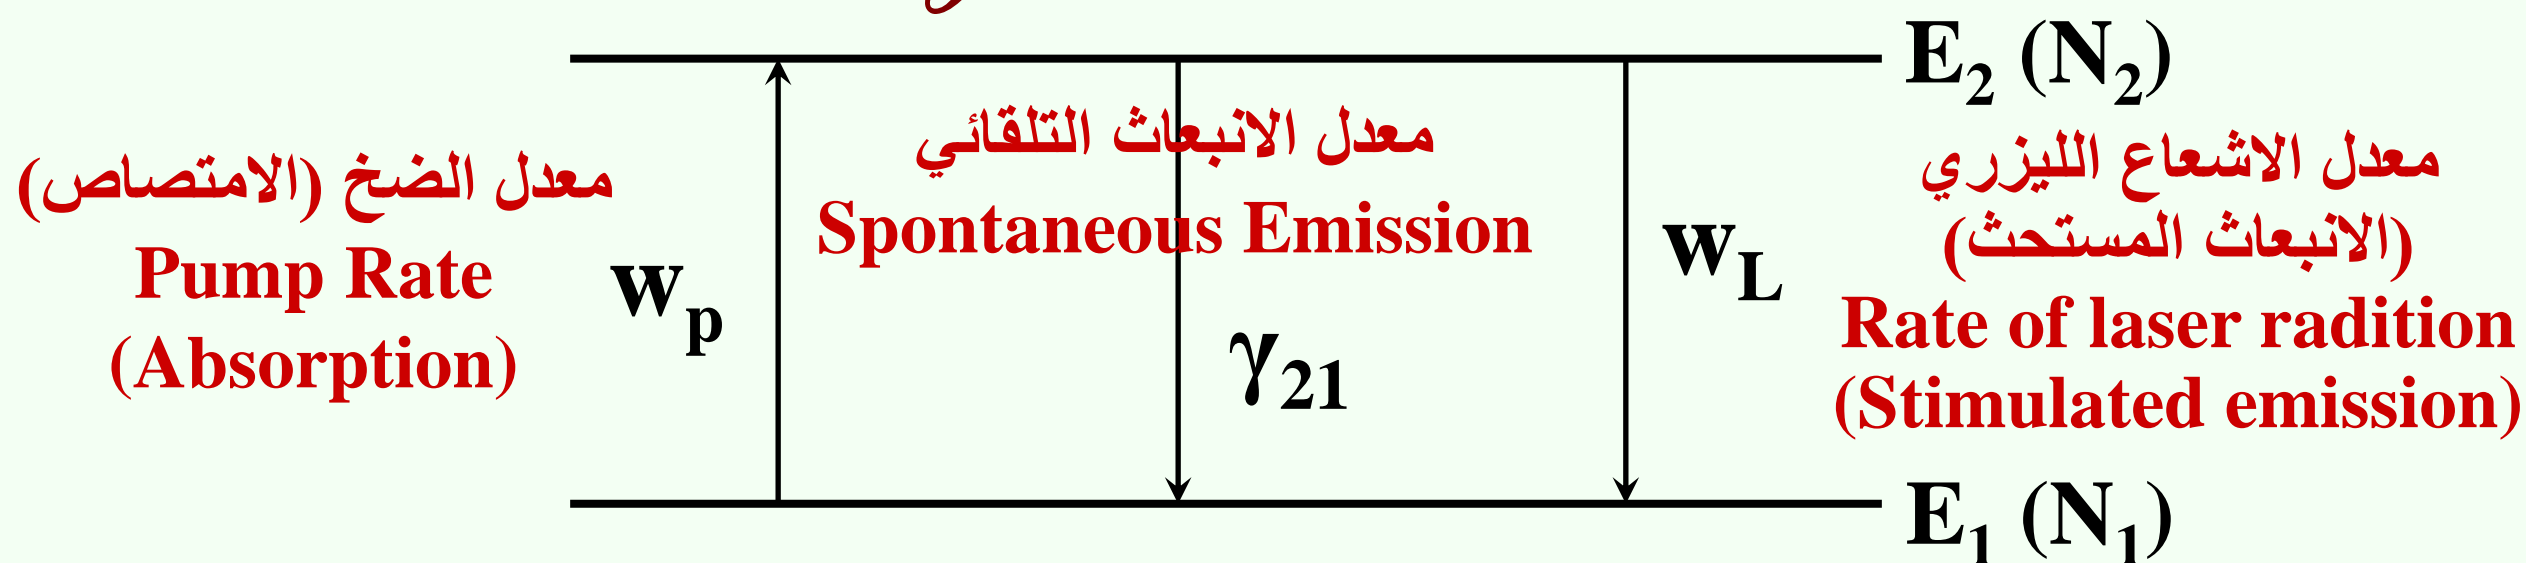 E₂ (N₂)
معدل الضخ (الامتصاص)
Pump Rate
(Absorption)
wₚ
معدل الانبعاث التلقائي
Spontaneous Emission
γ₂₁
w_L
معدل الاشعاع الليزري
(الانبعاث المستحث)
Rate of laser radition
(Stimulated emission)
E₁ (N₁)